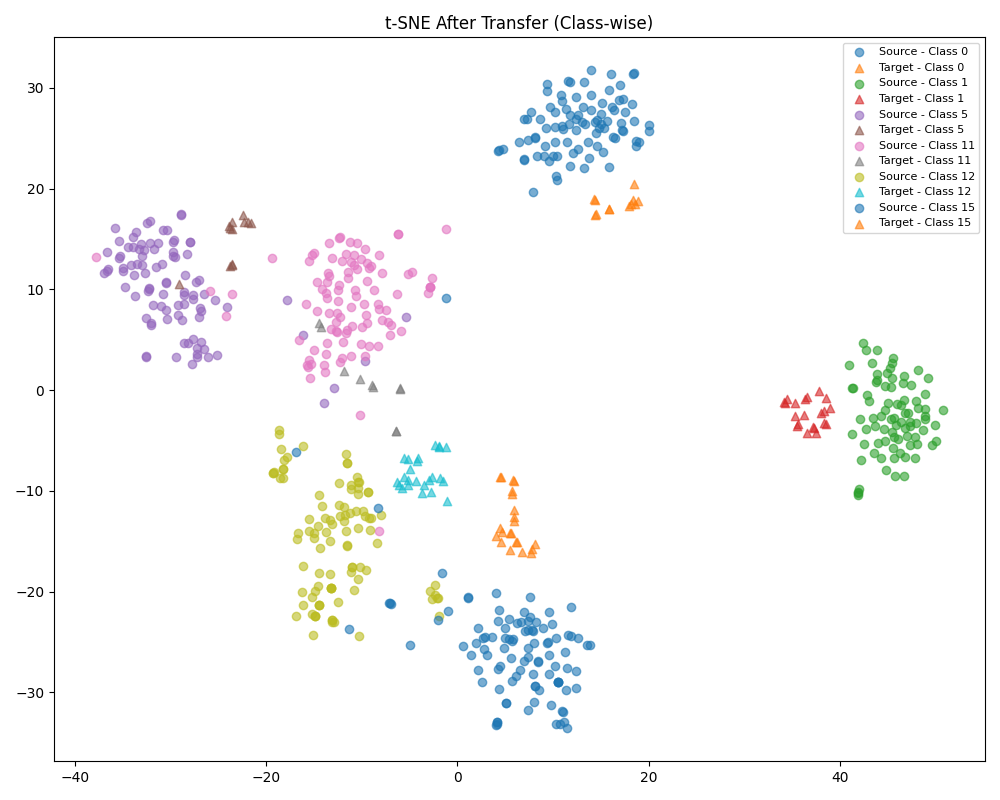 t-SNE After Transfer (Class-wise)
Source - Class 0
Target - Class 0
Source - Class 1
Target - Class 1
Source - Class 5
Target - Class 5
Source - Class 11
Target - Class 11
Source - Class 12
Target - Class 12
Source - Class 15
Target - Class 15
30
20
10
0
−10
−20
−30
−40
−20
0
20
40